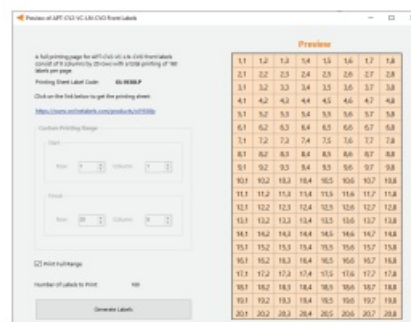 Preview of APT-CV3 VC-LIN-CV3 Front Labels
Preview
A full printing page for APT-CV3 VC-LIN-CV3 Front labels
consist of 8 columns by 20 rows with a total printing of 160
labels per page.
Printing Sheet Label Code:
Click on the link below to get the printing sheet.
Custom Printing Range
Start
Row 1 Column 1
Finish
Row 20 Column 8
Print Full Range
Number of Labels to Print 160
Generate Labels
1,1 1,2 1,3 1,4 1,5 1,6 1,7 1,8
2,1 2,2 2,3 2,4 2,5 2,6 2,7 2,8
3,1 3,2 3,3 3,4 3,5 3,6 3,7 3,8
4,1 4,2 4,3 4,4 4,5 4,6 4,7 4,8
5,1 5,2 5,3 5,4 5,5 5,6 5,7 5,8
6,1 6,2 6,3 6,4 6,5 6,6 6,7 6,8
7,1 7,2 7,3 7,4 7,5 7,6 7,7 7,8
8,1 8,2 8,3 8,4 8,5 8,6 8,7 8,8
9,1 9,2 9,3 9,4 9,5 9,6 9,7 9,8
10,1 10,2 10,3 10,4 10,5 10,6 10,7 10,8
11,1 11,2 11,3 11,4 11,5 11,6 11,7 11,8
12,1 12,2 12,3 12,4 12,5 12,6 12,7 12,8
13,1 13,2 13,3 13,4 13,5 13,6 13,7 13,8
14,1 14,2 14,3 14,4 14,5 14,6 14,7 14,8
15,1 15,2 15,3 15,4 15,5 15,6 15,7 15,8
16,1 16,2 16,3 16,4 16,5 16,6 16,7 16,8
17,1 17,2 17,3 17,4 17,5 17,6 17,7 17,8
18,1 18,2 18,3 18,4 18,5 18,6 18,7 18,8
19,1 19,2 19,3 19,4 19,5 19,6 19,7 19,8
20,1 20,2 20,3 20,4 20,5 20,6 20,7 20,8